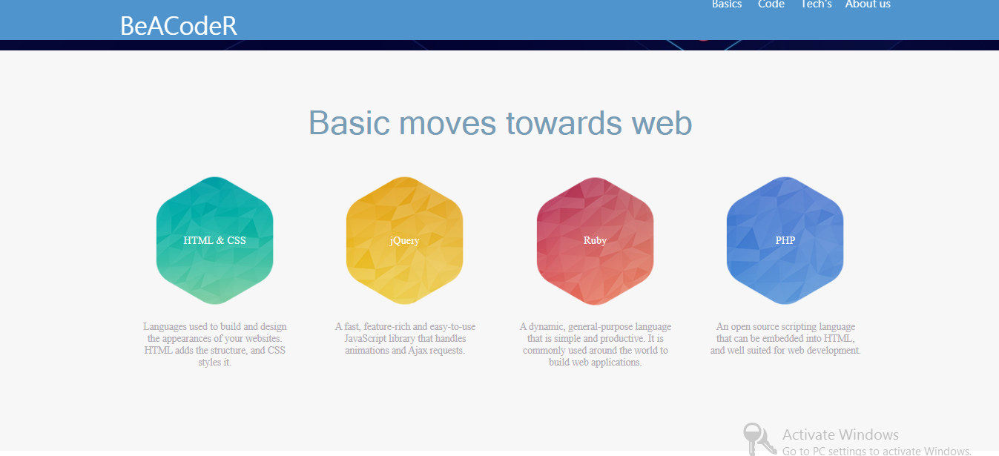 Basics Code Tech's About us
BeACodeR
Basic moves towards web
HTML & CSS
jQuery
Ruby
PHP
Languages used to build and design
the appearances of your websites.
HTML adds the structure, and CSS
styles it.
A fast, feature-rich and easy-to-use
JavaScript library that handles
animations and Ajax requests.
A dynamic, general-purpose language
that is simple and productive. It is
commonly used around the world to
build web applications.
An open source scripting language
that can be embedded into HTML,
and well suited for web development.
Activate Windows
Go to PC settings to activate Windows.